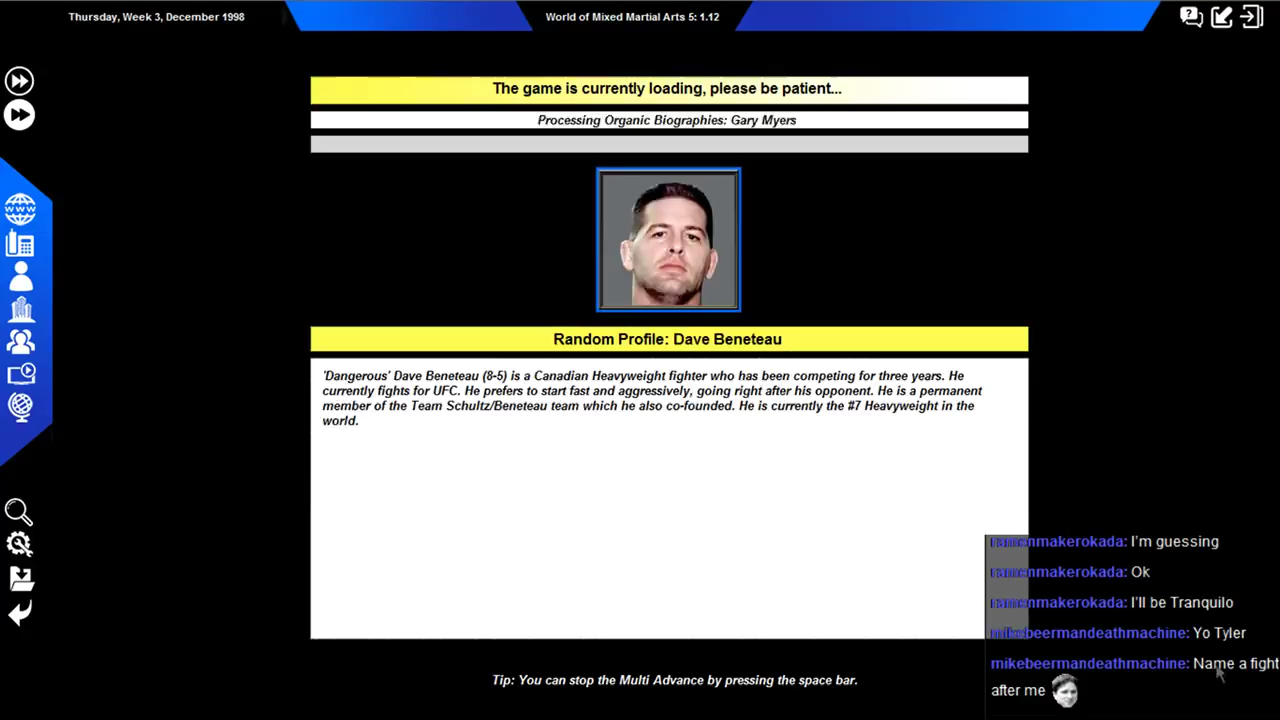 Thursday, Week 3, December 1998
World of Mixed Martial Arts 5: 1.12
The game is currently loading, please be patient...
Processing Organic Biographies: Gary Myers
WWW
Random Profile: Dave Beneteau
'Dangerous' Dave Beneteau (8-5) is a Canadian Heavyweight fighter who has been competing for three years. He
currently fights for UFC. He prefers to start fast and aggressively, going right after his opponent. He is a permanent
member of the Team Schultz/Beneteau team which he also co-founded. He is currently the #7 Heavyweight in the
world.
ramonmakerokada: I'm guessing
ramonmakerokada: Ok
ramonmakerokada: I'll be Tranquilo
mikebeermandeathmachine: Yo Tyler
mikebeermandeathmachine: Name a fight
after me
Tip: You can stop the Multi Advance by pressing the space bar.